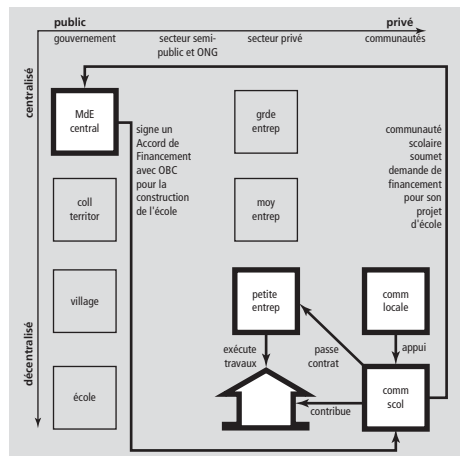 public
privé
gouvernement
secteur semi-
public et ONG
secteur privé
communautés
centralisé
décentralisé
MdE
central
signe un
Accord de
Financement
avec OBC
pour la
construction
de l'école
grde
entrep
communauté
scolaire
soumet
demande de
financement
pour son
projet
d'école
coll
territor
moy
entrep
village
petite
entrep
comm
locale
exécute
travaux
passe
contrat
appui
école
contribue
comm
scol